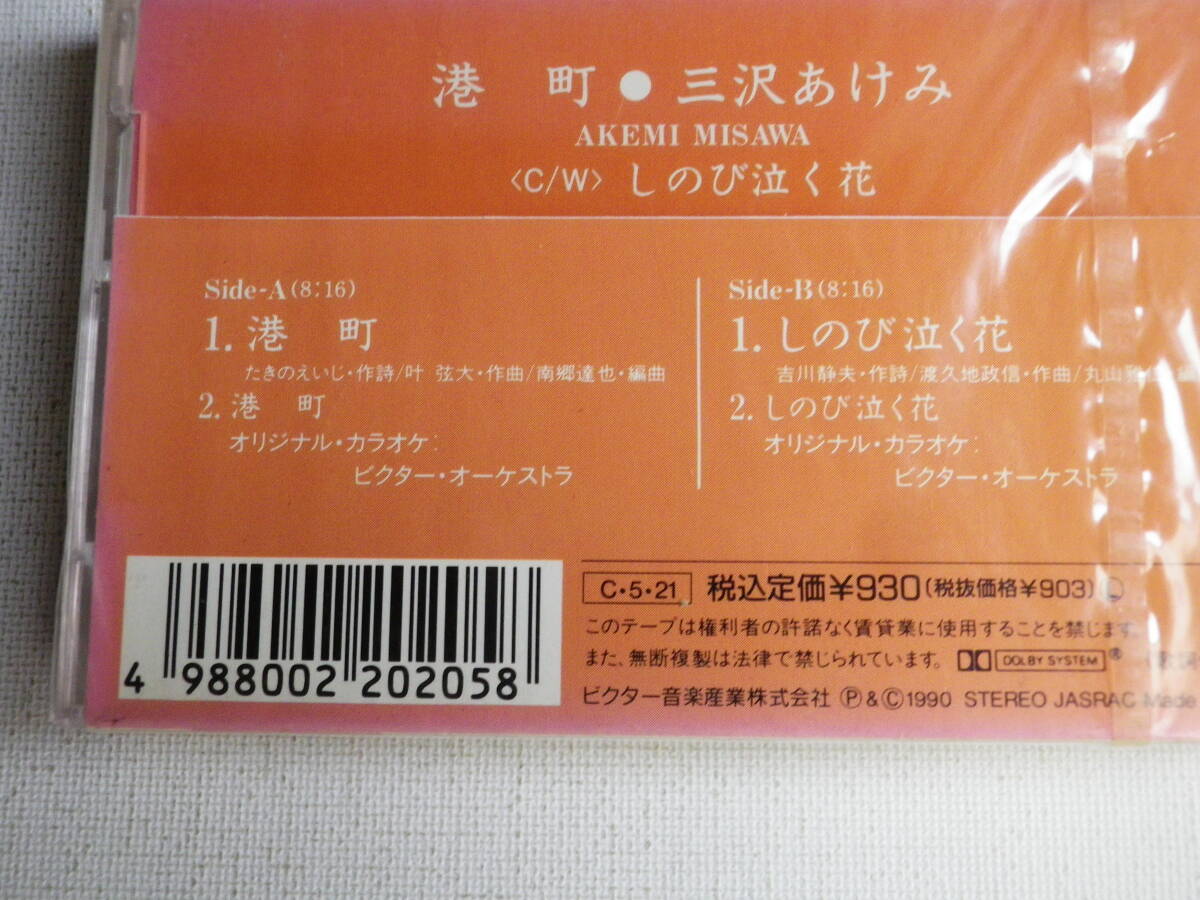 港　町●三沢あけみ
AKEMI MISAWA
〈C/W〉しのび泣く花
Side-A(8:16)
1. 港　町
たきのえいじ・作詩/叶 弦大・作曲/南郷達也・編曲
2. 港　町
オリジナル・カラオケ:
ビクター・オーケストラ
Side-B(8:16)
1. しのび泣く花
吉川静夫・作詩/渡久地政信・作曲/丸山
2. しのび泣く花
オリジナル・カラオケ:
ビクター・オーケストラ
4 988002 202058
C・5・21 税込定価¥930(税抜価格¥903)
このテープは権利者の許諾なく賃貸業に使用することを禁じます
また、無断複製は法律で禁じられています。 DOLBY SYSTEM ®
ビクター音楽産業株式会社 Ⓟ&Ⓒ1990 STEREO JASRAC Made